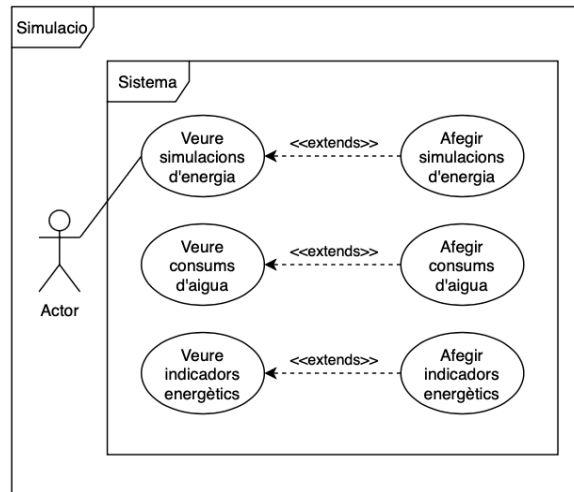 Simulacio
Sistema
Veure
simulacions
d'energia
<<extends>>
Afegir
simulacions
d'energia
Veure
consums
d'aigua
<<extends>>
Afegir
consums
d'aigua
Actor
Veure
indicadors
energètics
<<extends>>
Afegir
indicadors
energètics